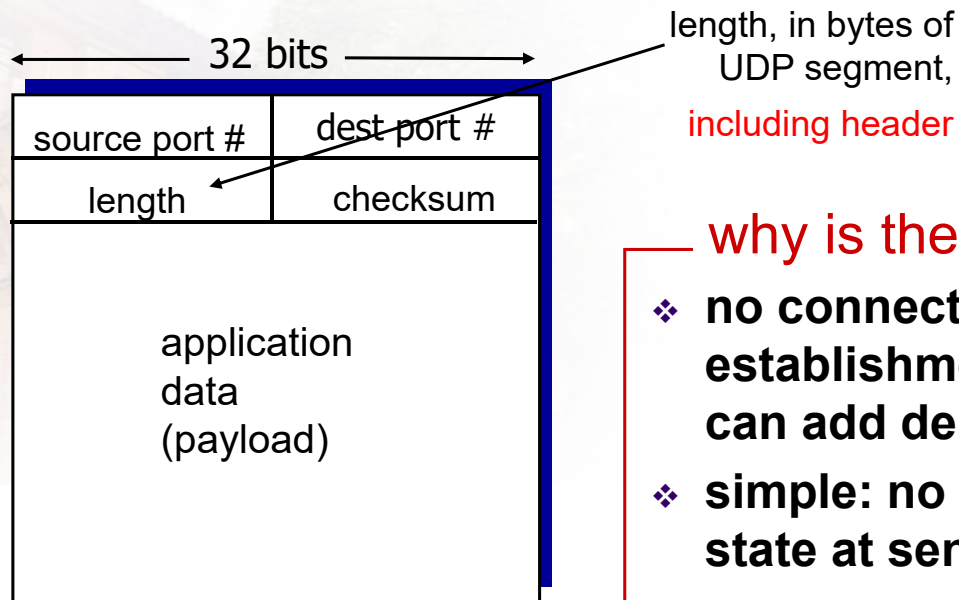 32 bits
source port #
dest port #
length
checksum
application
data
(payload)
length, in bytes of
UDP segment,
including header
why is the
❖ no connect
establishm
can add de
❖ simple: no
state at ser